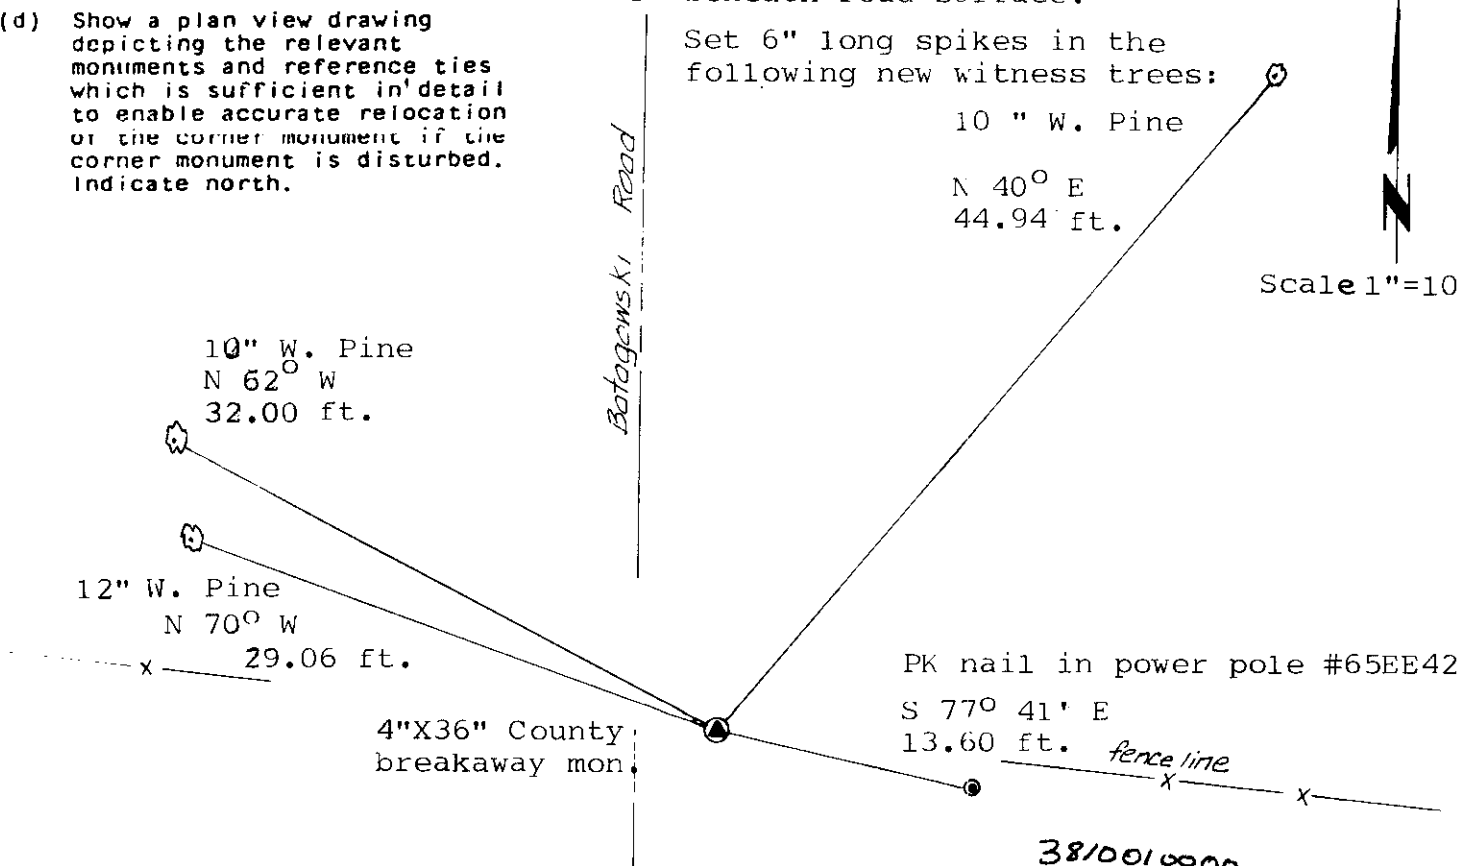 (d) Show a plan view drawing
depicting the relevant
monuments and reference ties
which is sufficient in detail
to enable accurate relocation
of the corner monument if the
corner monument is disturbed.
Indicate north.
Set 6" long spikes in the
following new witness trees:
10 " W. Pine
N 40° E
44.94 ft.
N
Scale 1"=10
Batogowski Road
10" W. Pine
N 62° W
32.00 ft.
12" W. Pine
N 70° W
29.06 ft.
x
4"X36" County
breakaway mon.
PK nail in power pole #65EE42
S 77° 41' E
13.60 ft.
fence line
x
x